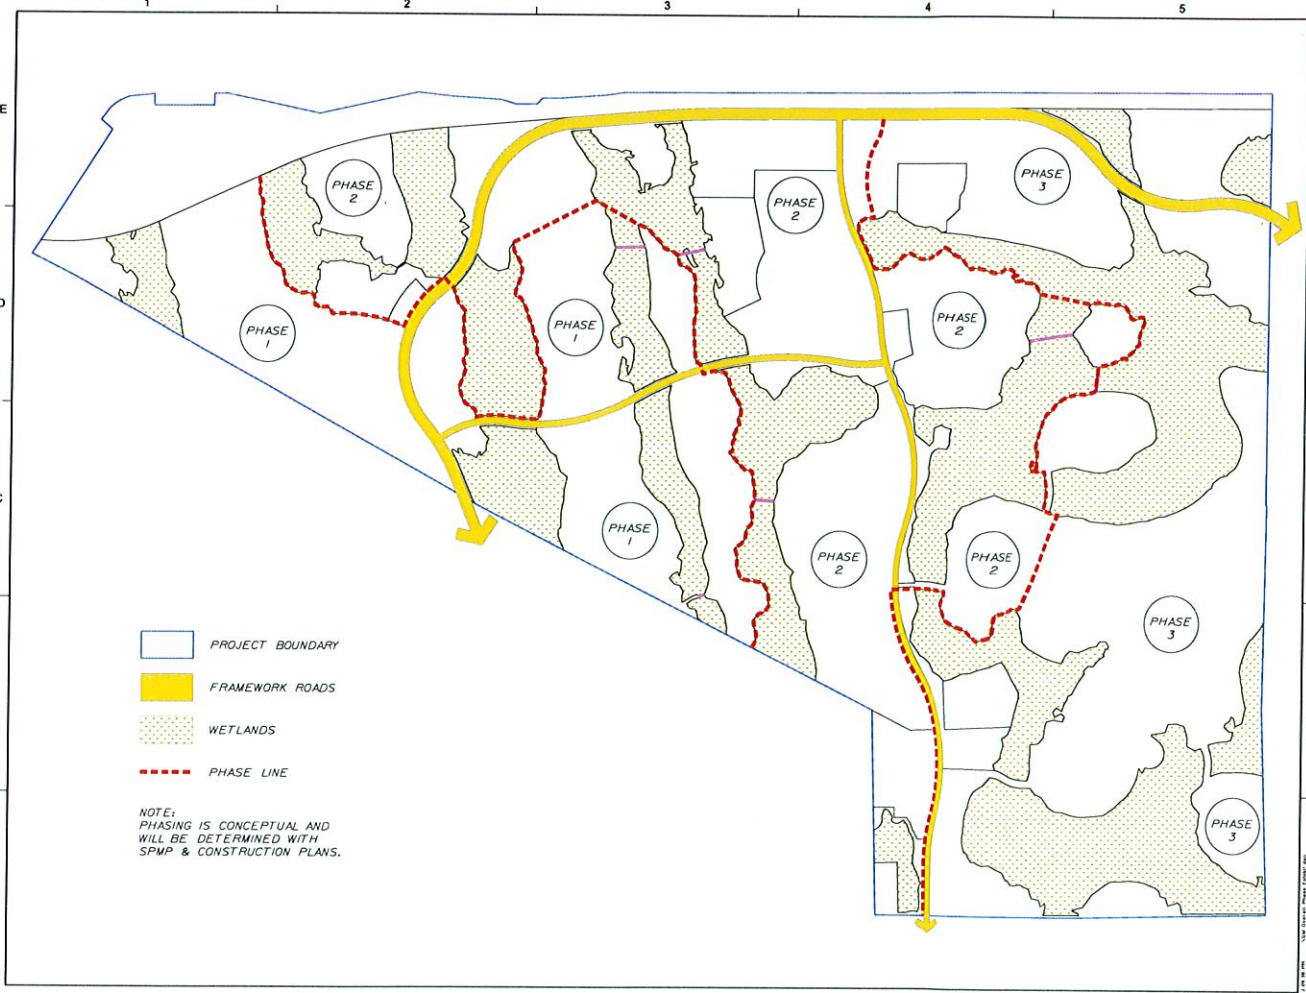 1 2 3 4 5
E
PHASE
2
PHASE
2
PHASE
3
D
PHASE
1
PHASE
1
PHASE
2
C
PHASE
1
PHASE
2
PHASE
2
PHASE
3
PHASE
3
PROJECT BOUNDARY
FRAMEWORK ROADS
WETLANDS
PHASE LINE
NOTE:
PHASING IS CONCEPTUAL AND
WILL BE DETERMINED WITH
SPMP & CONSTRUCTION PLANS.